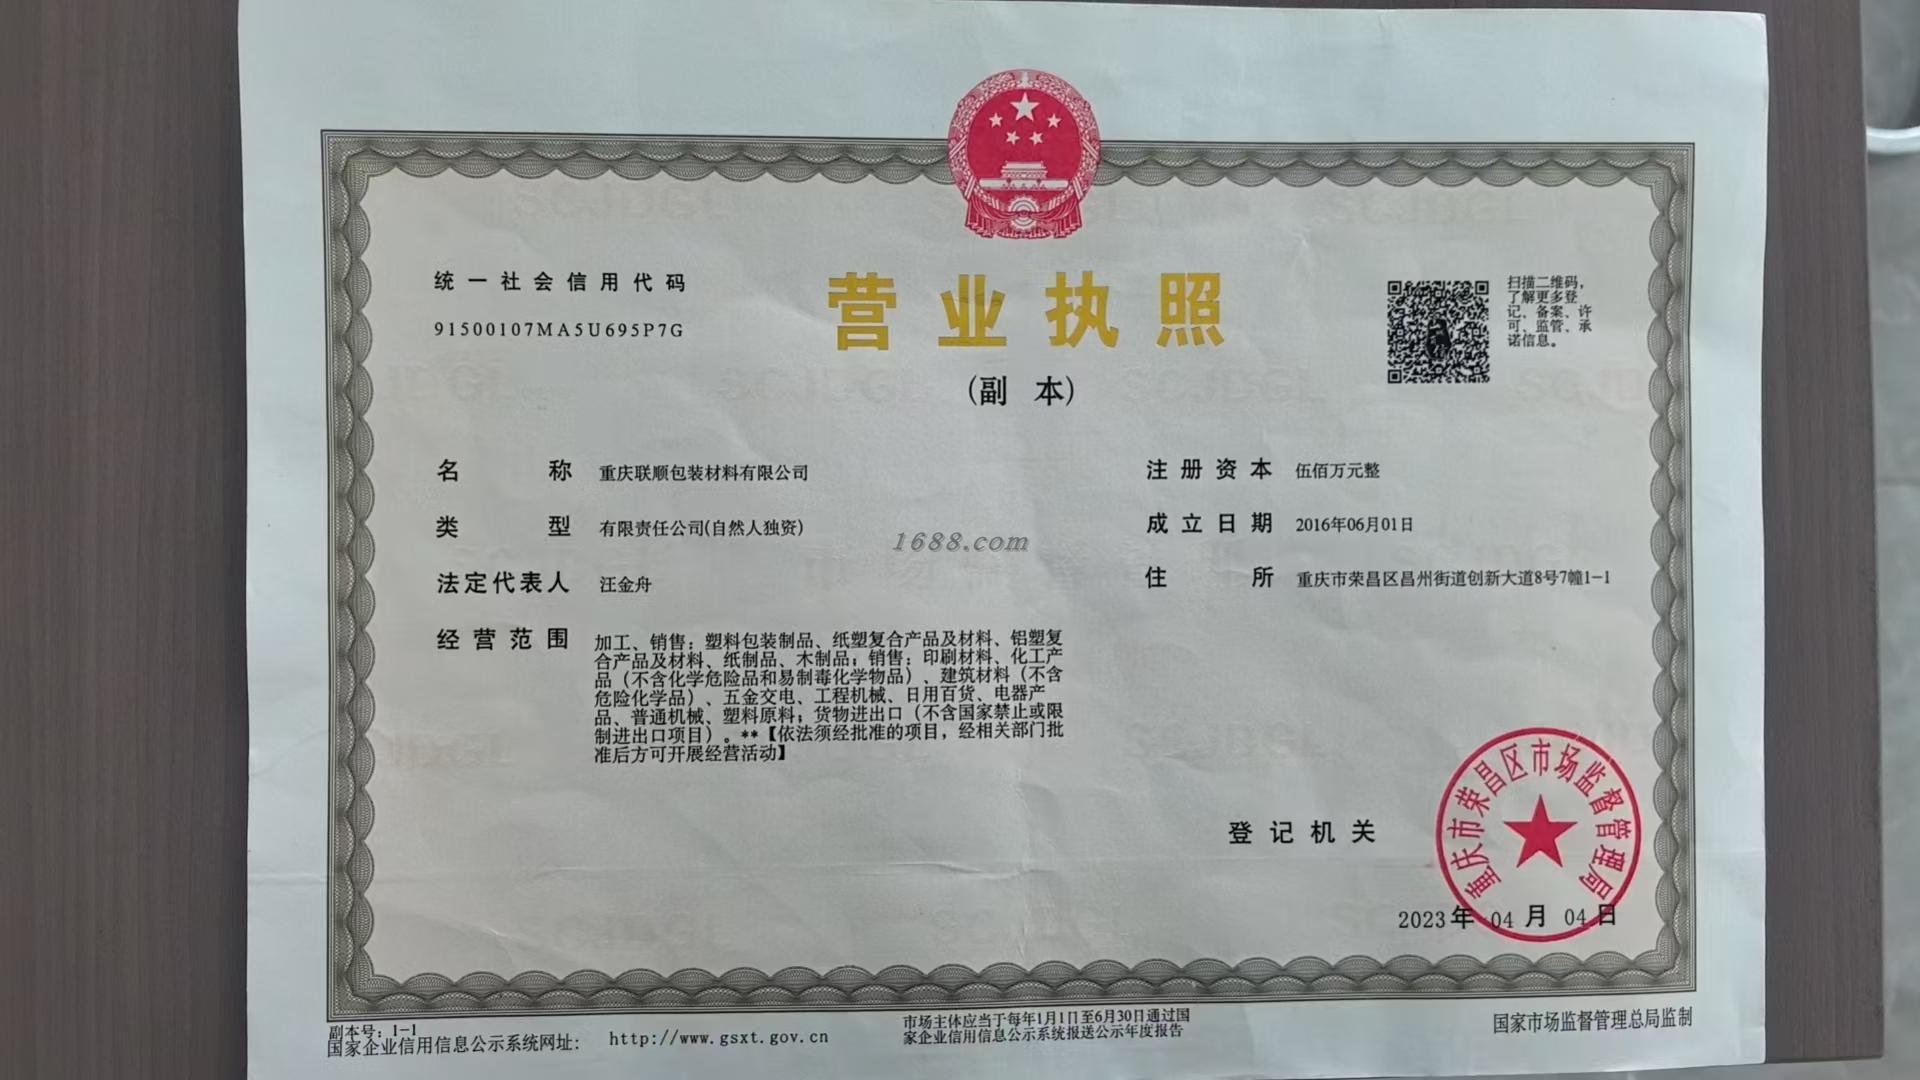 统一社会信用代码
91500107MA5U695P7G
营业执照
(副 本)
扫描二维码，
了解更多登
记、备案、许
可、监管、承
诺信息。
名称 重庆联顺包装材料有限公司
类型 有限责任公司(自然人独资)
法定代表人 汪金舟
经营范围 加工、销售：塑料包装制品、纸塑复合产品及材料、铝塑复
合产品及材料、纸制品、木制品；销售：印刷材料、化工产
品（不含化学危险品和易制毒化学物品）、建筑材料（不含
危险化学品）、五金交电、工程机械、日用百货、电器产
品、普通机械、塑料原料；货物进出口（不含国家禁止或限
制进出口项目）。**【依法须经批准的项目，经相关部门批
准后方可开展经营活动】
注册资本 伍佰万元整
成立日期 2016年06月01日
住所 重庆市荣昌区昌州街道创新大道8号7幢1-1
1688.com
登记机关
重庆市荣昌区市场监督管理局
2023年 04 月 04 日
副本号：1-1
国家企业信用信息公示系统网址： http://www.gsxt.gov.cn
市场主体应当于每年1月1日至6月30日通过国
家企业信用信息公示系统报送公示年度报告
国家市场监督管理总局监制